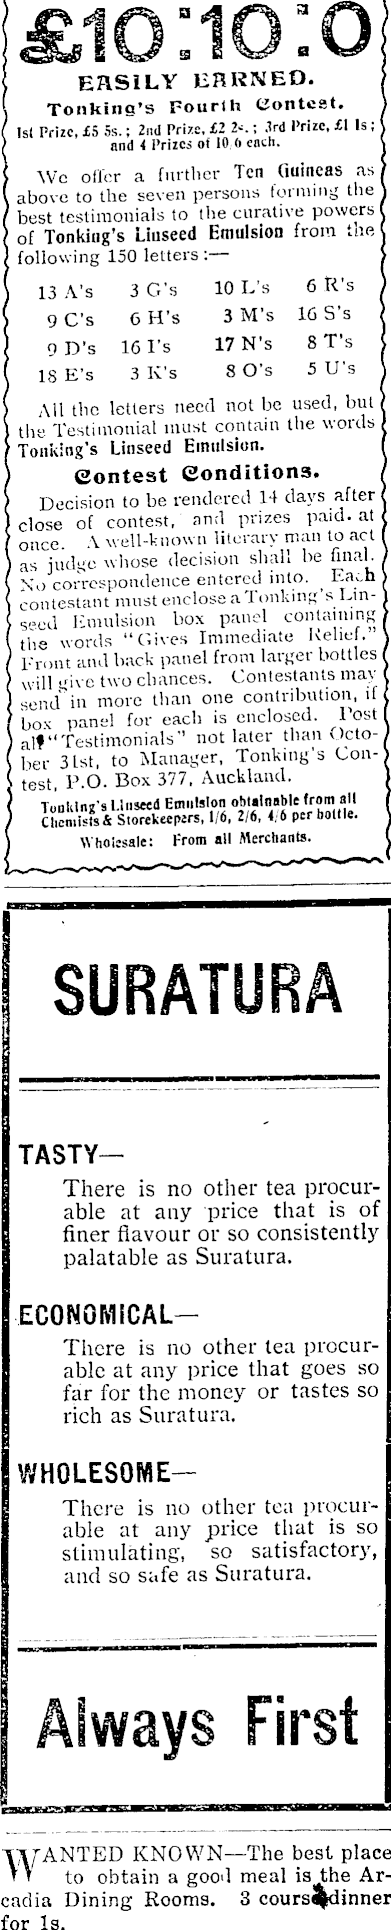 £10:10:0
EASILY EARNED.
Tonking's Fourth Contest.
1st Prize, £5 5s.; 2nd Prize, £2 2s.; 3rd Prize, £1 1s;
and 4 Prizes of 10/6 each.
We offer a further Ten Guineas as
above to the seven persons forming the
best testimonials to the curative powers
of Tonking's Linseed Emulsion from the
following 150 letters:—
13 A's 3 G's 10 L's 6 R's
9 C's 6 H's 3 M's 16 S's
9 D's 16 I's 17 N's 8 T's
18 E's 3 K's 8 O's 5 U's
All the letters need not be used, but
the Testimonial must contain the words
Tonking's Linseed Emulsion.
Contest Conditions.
Decision to be rendered 14 days after
close of contest, and prizes paid at
once. A well-known literary man to act
as judge whose decision shall be final.
No correspondence entered into. Each
contestant must enclose a Tonking's Lin-
seed Emulsion box panel containing
the words "Gives Immediate Relief."
Front and back panel from larger bottles
will give two chances. Contestants may
send in more than one contribution, if
box panel for each is enclosed. Post
all "Testimonials" not later than Octo-
ber 31st, to Manager, Tonking's Con-
test, P.O. Box 377, Auckland.
Tonking's Linseed Emulsion obtainable from all
Chemists & Storekeepers, 1/6, 2/6, 4/6 per bottle.
Wholesale: From all Merchants.
SURATURA
TASTY—
There is no other tea procur-
able at any price that is of
finer flavour or so consistently
palatable as Suratura.
ECONOMICAL—
There is no other tea procur-
able at any price that goes so
far for the money or tastes so
rich as Suratura.
WHOLESOME—
There is no other tea procur-
able at any price that is so
stimulating, so satisfactory,
and so safe as Suratura.
Always First
WANTED KNOWN—The best place
to obtain a good meal is the Ar-
cadia Dining Rooms. 3 course dinner
for 1s.